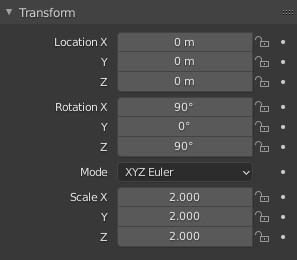 Transform
Location X 0 m
Y 0 m
Z 0 m
Rotation X 90°
Y 0°
Z 90°
Mode XYZ Euler
Scale X 2.000
Y 2.000
Z 2.000